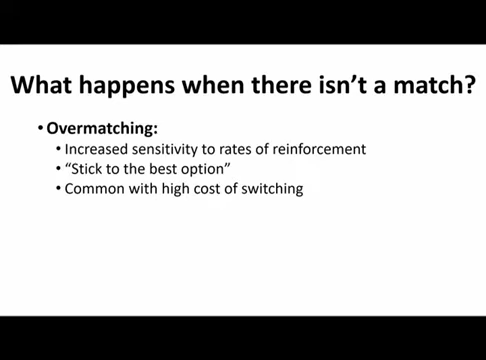 What happens when there isn't a match?
• Overmatching:
• Increased sensitivity to rates of reinforcement
• “Stick to the best option”
• Common with high cost of switching